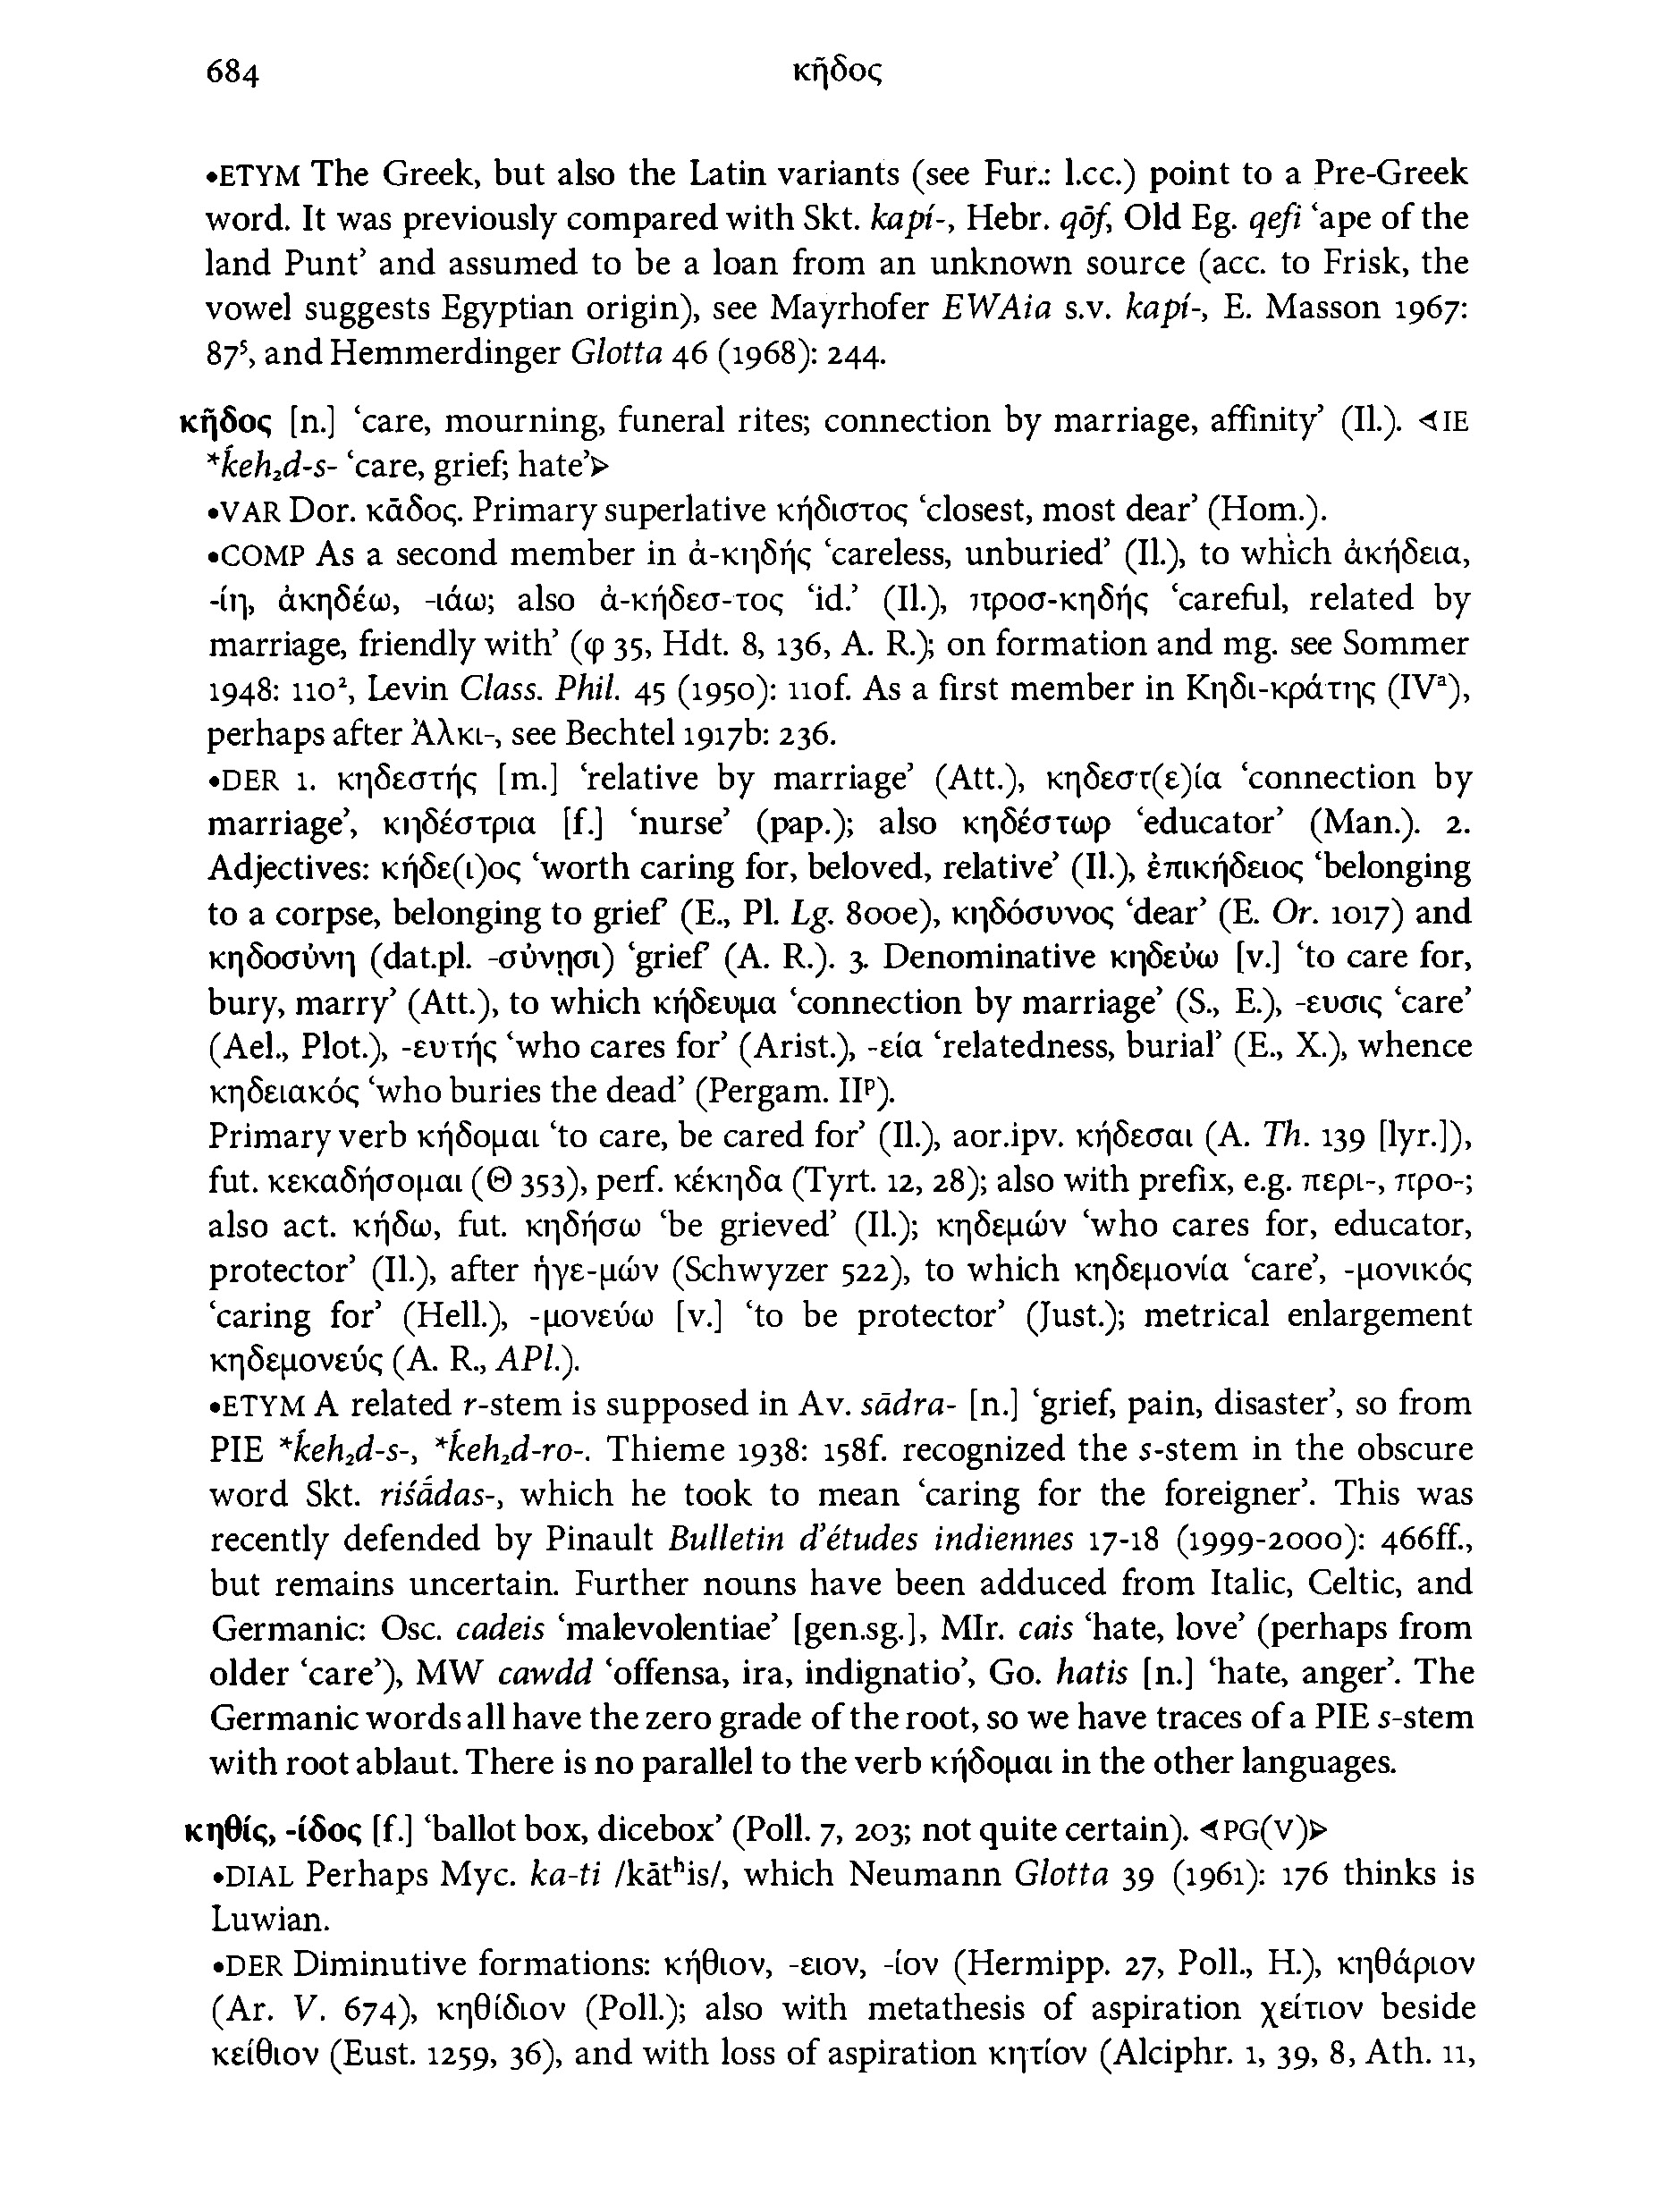 684 κῆδος
•ETYM The Greek, but also the Latin variants (see Fur.: l.cc.) point to a Pre-Greek
word. It was previously compared with Skt. kapí-, Hebr. qōf, Old Eg. qefi ‘ape of the
land Punt’ and assumed to be a loan from an unknown source (acc. to Frisk, the
vowel suggests Egyptian origin), see Mayrhofer EWAia s.v. kapí-, E. Masson 1967:
87⁵, and Hemmerdinger Glotta 46 (1968): 244.
κῆδος [n.] ‘care, mourning, funeral rites; connection by marriage, affinity’ (Il.). ⋖IE
*ḱeh₂d-s- ‘care, grief; hate’⋗
•VAR Dor. κᾶδος. Primary superlative κήδιστος ‘closest, most dear’ (Hom.).
•COMP As a second member in ἀ-κηδής ‘careless, unburied’ (Il.), to which ἀκήδεια,
-ίη, ἀκηδέω, -ιάω; also ἀ-κήδεσ-τος ‘id.’ (Il.), προσ-κηδής ‘careful, related by
marriage, friendly with’ (φ 35, Hdt. 8, 136, A. R.); on formation and mg. see Sommer
1948: 110², Levin Class. Phil. 45 (1950): 110f. As a first member in Κηδι-κράτης (IVᵃ),
perhaps after Ἀλκι-, see Bechtel 1917b: 236.
•DER 1. κηδεστής [m.] ‘relative by marriage’ (Att.), κηδεστ(ε)ία ‘connection by
marriage’, κηδέστρια [f.] ‘nurse’ (pap.); also κηδέστωρ ‘educator’ (Man.). 2.
Adjectives: κήδε(ι)ος ‘worth caring for, beloved, relative’ (Il.), ἐπικήδειος ‘belonging
to a corpse, belonging to grief’ (E., Pl. Lg. 800e), κηδόσυνος ‘dear’ (E. Or. 1017) and
κηδοσύνη (dat.pl. -σύνῃσι) ‘grief’ (A. R.). 3. Denominative κηδεύω [v.] ‘to care for,
bury, marry’ (Att.), to which κήδευμα ‘connection by marriage’ (S., E.), -ευσις ‘care’
(Ael., Plot.), -ευτής ‘who cares for’ (Arist.), -εία ‘relatedness, burial’ (E., X.), whence
κηδειακός ‘who buries the dead’ (Pergam. IIᵖ).
Primary verb κήδομαι ‘to care, be cared for’ (Il.), aor.ipv. κήδεσαι (A. Th. 139 [lyr.]),
fut. κεκαδήσομαι (Θ 353), perf. κέκηδα (Tyrt. 12, 28); also with prefix, e.g. περι-, προ-;
also act. κήδω, fut. κηδήσω ‘be grieved’ (Il.); κηδεμών ‘who cares for, educator,
protector’ (Il.), after ἡγε-μών (Schwyzer 522), to which κηδεμονία ‘care’, -μονικός
‘caring for’ (Hell.), -μονεύω [v.] ‘to be protector’ (Just.); metrical enlargement
κηδεμονεύς (A. R., APl.).
•ETYM A related r-stem is supposed in Av. sādra- [n.] ‘grief, pain, disaster’, so from
PIE *ḱeh₂d-s-, *ḱeh₂d-ro-. Thieme 1938: 158f. recognized the s-stem in the obscure
word Skt. riśā́das-, which he took to mean ‘caring for the foreigner’. This was
recently defended by Pinault Bulletin d’études indiennes 17-18 (1999-2000): 466ff.,
but remains uncertain. Further nouns have been adduced from Italic, Celtic, and
Germanic: Osc. cadeis ‘malevolentiae’ [gen.sg.], MIr. cais ‘hate, love’ (perhaps from
older ‘care’), MW cawdd ‘offensa, ira, indignatio’, Go. hatis [n.] ‘hate, anger’. The
Germanic words all have the zero grade of the root, so we have traces of a PIE s-stem
with root ablaut. There is no parallel to the verb κήδομαι in the other languages.
κηθίς, -ίδος [f.] ‘ballot box, dicebox’ (Poll. 7, 203; not quite certain). ⋖PG(V)⋗
•DIAL Perhaps Myc. ka-ti /kātʰis/, which Neumann Glotta 39 (1961): 176 thinks is
Luwian.
•DER Diminutive formations: κήθιον, -ειον, -ίον (Hermipp. 27, Poll., H.), κηθάριον
(Ar. V. 674), κηθίδιον (Poll.); also with metathesis of aspiration χείτιον beside
κείθιον (Eust. 1259, 36), and with loss of aspiration κητίον (Alciphr. 1, 39, 8, Ath. 11,